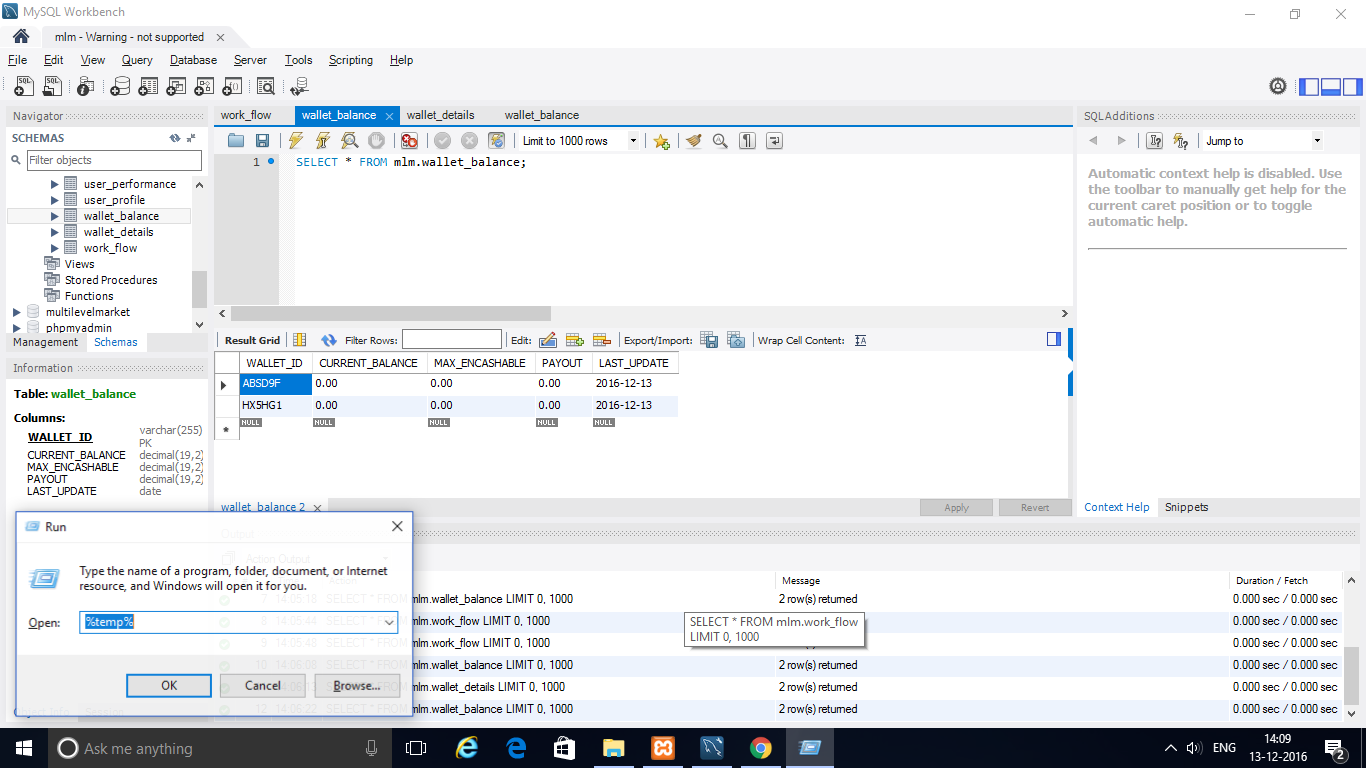 MySQL Workbench
mlm - Warning - not supported
File Edit View Query Database Server Tools Scripting Help
Navigator
SCHEMAS
Filter objects
user_performance
user_profile
wallet_balance
wallet_details
work_flow
Views
Stored Procedures
Functions
multilevelmarket
phpmyadmin
Management Schemas
Information
Table: wallet_balance
Columns:
WALLET_ID varchar(255) PK
CURRENT_BALANCE decimal(19,2)
MAX_ENCASHABLE decimal(19,2)
PAYOUT decimal(19,2)
LAST_UPDATE date
work_flow wallet_balance wallet_details wallet_balance
Limit to 1000 rows
1 SELECT * FROM mlm.wallet_balance;
Result Grid Filter Rows: Edit: Export/Import: Wrap Cell Content:
WALLET_ID CURRENT_BALANCE MAX_ENCASHABLE PAYOUT LAST_UPDATE
ABSD9F 0.00 0.00 0.00 2016-12-13
HX5HG1 0.00 0.00 0.00 2016-12-13
* NULL NULL NULL NULL NULL
wallet_balance 2
Apply Revert
SQLAdditions
Jump to
Automatic context help is disabled. Use
the toolbar to manually get help for the
current caret position or to toggle
automatic help.
Context Help Snippets
Output
Action Output
Action Message Duration / Fetch
7 14:05:18 SELECT * FROM mlm.wallet_balance LIMIT 0, 1000 2 row(s) returned 0.000 sec / 0.000 sec
8 14:05:44 SELECT * FROM mlm.work_flow LIMIT 0, 1000 0.000 sec / 0.000 sec
9 14:05:48 SELECT * FROM mlm.work_flow LIMIT 0, 1000 0.000 sec / 0.000 sec
10 14:06:08 SELECT * FROM mlm.wallet_balance LIMIT 0, 1000 2 row(s) returned 0.000 sec / 0.000 sec
SELECT * FROM mlm.wallet_details LIMIT 0, 1000 2 row(s) returned 0.000 sec / 0.000 sec
12 14:06:22 SELECT * FROM mlm.wallet_balance LIMIT 0, 1000 2 row(s) returned 0.000 sec / 0.000 sec
SELECT * FROM mlm.work_flow
LIMIT 0, 1000
Object Info Session
Run
Type the name of a program, folder, document, or Internet
resource, and Windows will open it for you.
Open: %temp%
OK Cancel Browse...
Ask me anything
ENG
14:09
13-12-2016
2